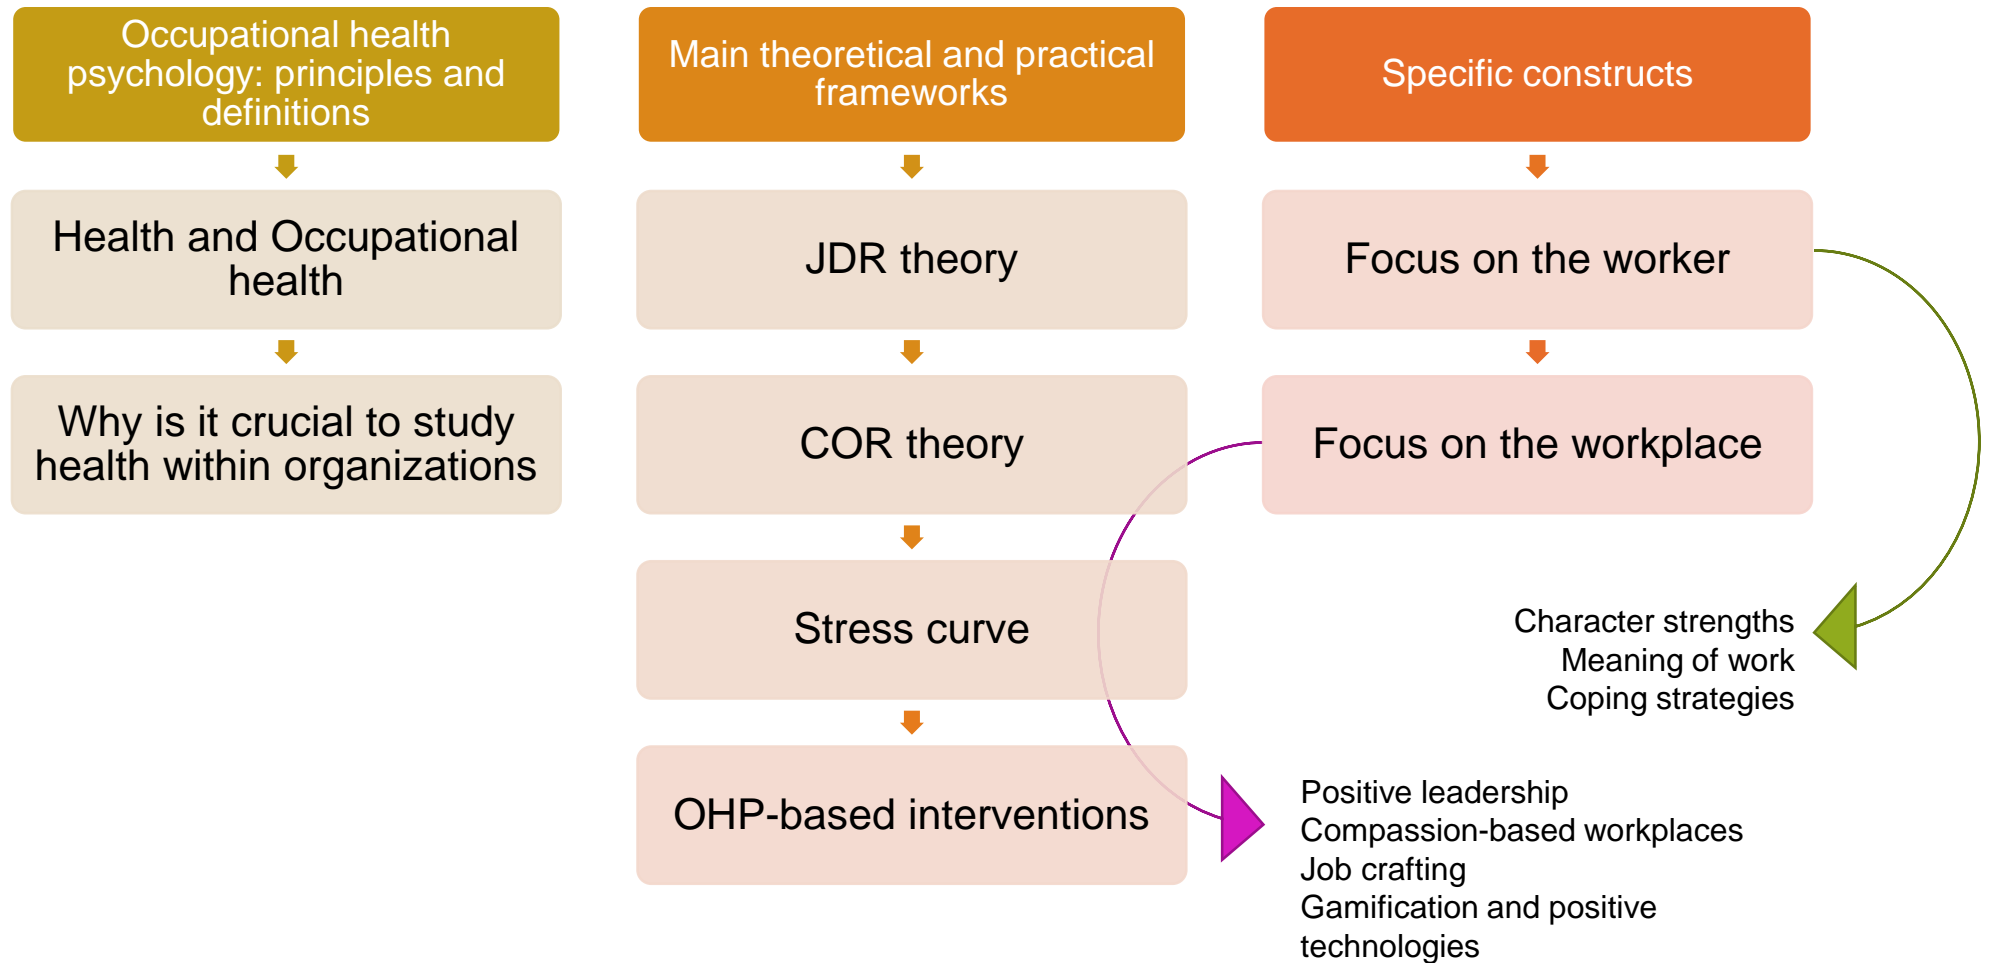 Occupational health
psychology: principles and
definitions
Health and Occupational
health
Why is it crucial to study
health within organizations
Main theoretical and practical
frameworks
JDR theory
COR theory
Stress curve
OHP-based interventions
Specific constructs
Focus on the worker
Focus on the workplace
Character strengths
Meaning of work
Coping strategies
Positive leadership
Compassion-based workplaces
Job crafting
Gamification and positive
technologies